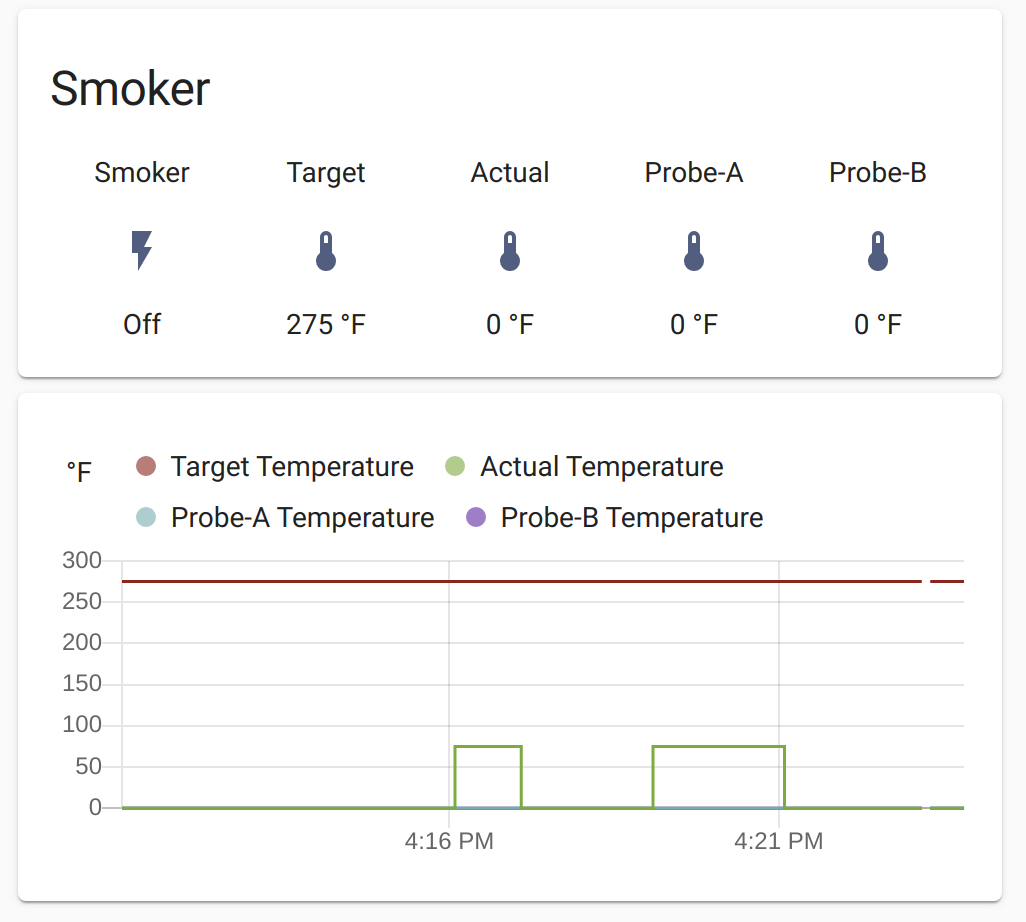 Smoker
Smoker Target Actual Probe-A Probe-B
Off 275 °F 0 °F 0 °F 0 °F
°F Target Temperature Actual Temperature
Probe-A Temperature Probe-B Temperature
300
250
200
150
100
50
0
4:16 PM 4:21 PM